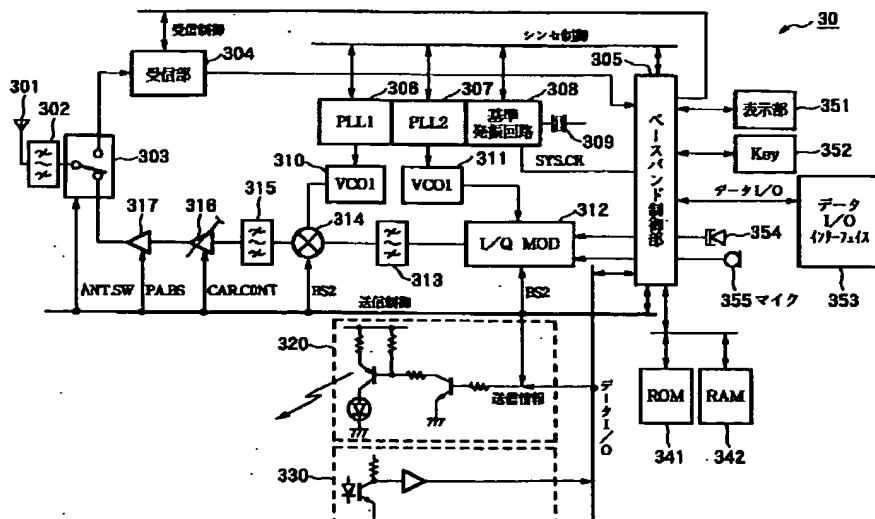 30
受信制御
シンセ制御
304
305
受信部
301
302
306
307
308
PLL1
PLL2
基準
発振回路
309
表示部
351
303
310
311
SYS.CK
Key
352
VCO1
VCO1
ベースバンド制御部
データI/O
317
316
315
314
312
I/Q MOD
データ
I/O
インターフェイス
354
313
ANT.SW
PA.BS
CAR.CONT
BS2
BS2
355マイク
353
送信制御
320
送信情報
データI/O
ROM
RAM
341
342
330